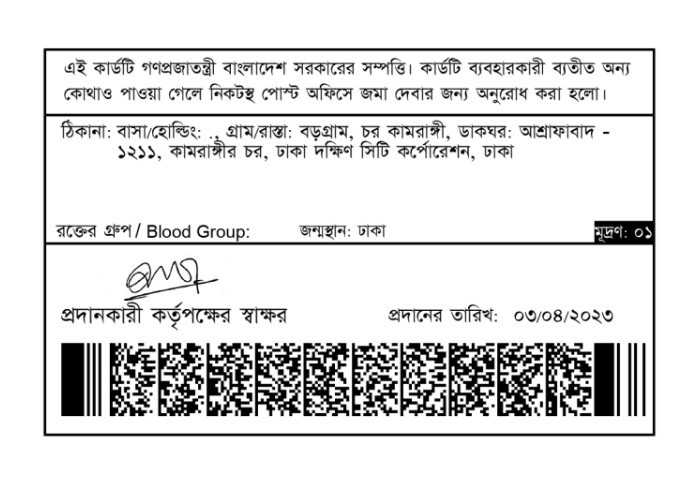 এই কার্ডটি গণপ্রজাতন্ত্রী বাংলাদেশ সরকারের সম্পত্তি। কার্ডটি ব্যবহারকারী ব্যতীত অন্য
কোথাও পাওয়া গেলে নিকটস্থ পোস্ট অফিসে জমা দেবার জন্য অনুরোধ করা হলো।
ঠিকানা: বাসা/হোল্ডিং: ., গ্রাম/রাস্তা: বড়গ্রাম, চর কামরাঙ্গী, ডাকঘর: আশ্রাফাবাদ -
১২১১, কামরাঙ্গীর চর, ঢাকা দক্ষিণ সিটি কর্পোরেশন, ঢাকা
রক্তের গ্রুপ / Blood Group: জন্মস্থান: ঢাকা মূদ্রণ: ০১
প্রদানকারী কর্তৃপক্ষের স্বাক্ষর প্রদানের তারিখ: ০৩/০৪/২০২৩